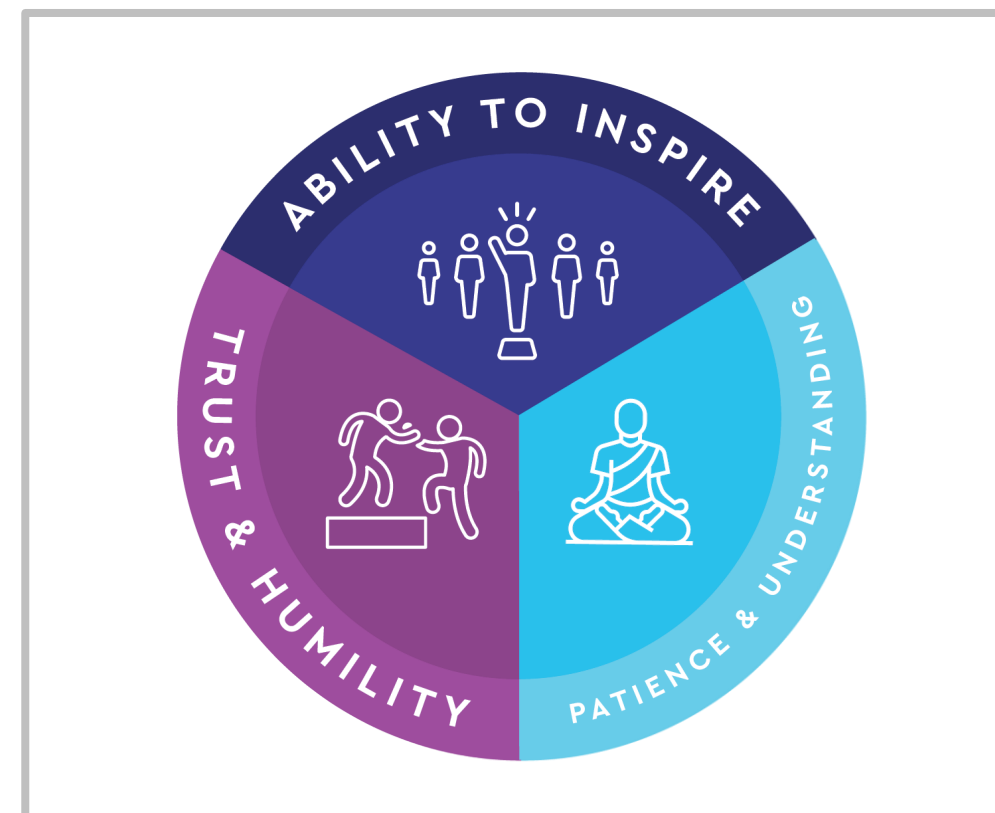 ABILITY TO INSPIRE
TRUST & HUMILITY
PATIENCE & UNDERSTANDING